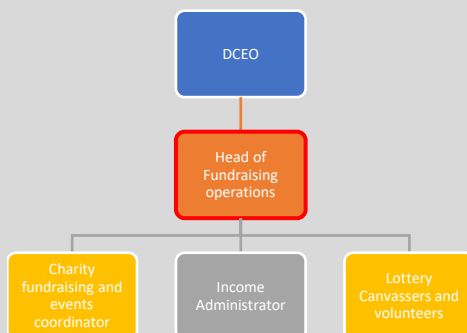 DCEO
Head of
Fundraising
operations
Charity
fundraising and
events
coordinator
Income
Administrator
Lottery
Canvassers and
volunteers